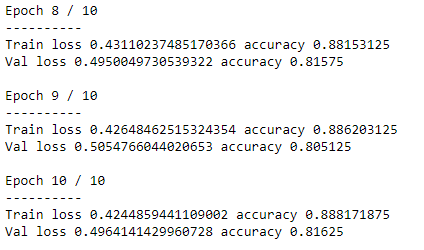 Epoch 8 / 10
----------
Train loss 0.43110237485170366 accuracy 0.88153125
Val loss 0.4950049730539322 accuracy 0.81575
Epoch 9 / 10
----------
Train loss 0.42648462515324354 accuracy 0.886203125
Val loss 0.5054766044020653 accuracy 0.805125
Epoch 10 / 10
----------
Train loss 0.4244859441109002 accuracy 0.888171875
Val loss 0.4964141429960728 accuracy 0.81625